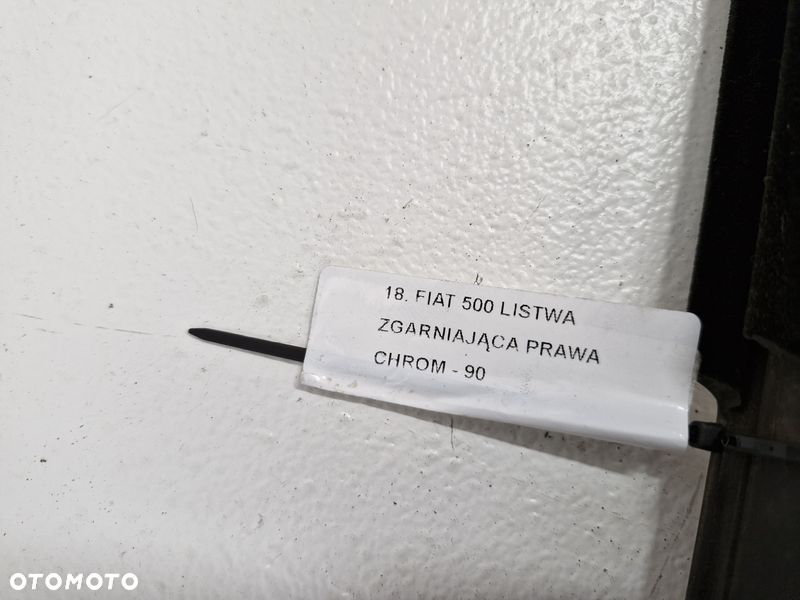 18. FIAT 500 LISTWA
ZGARNIAJĄCA PRAWA
CHROM - 90
OTOMOTO